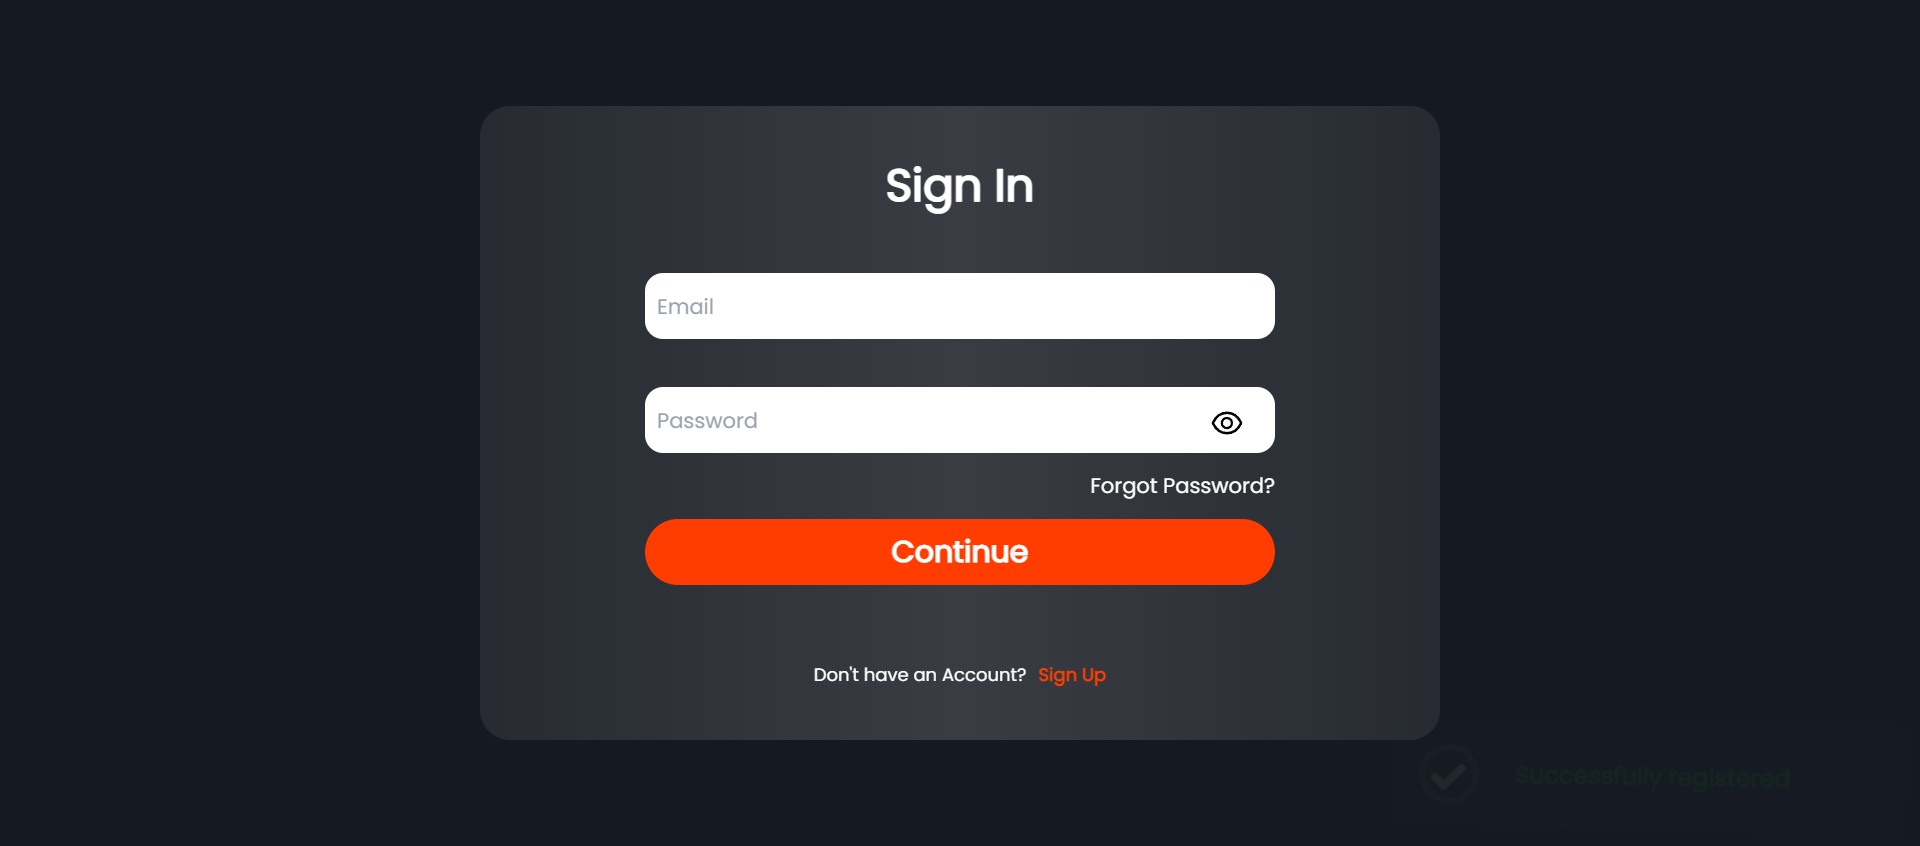 Sign In
Email
Password
Forgot Password?
Continue
Don't have an Account? Sign Up
Successfully registered